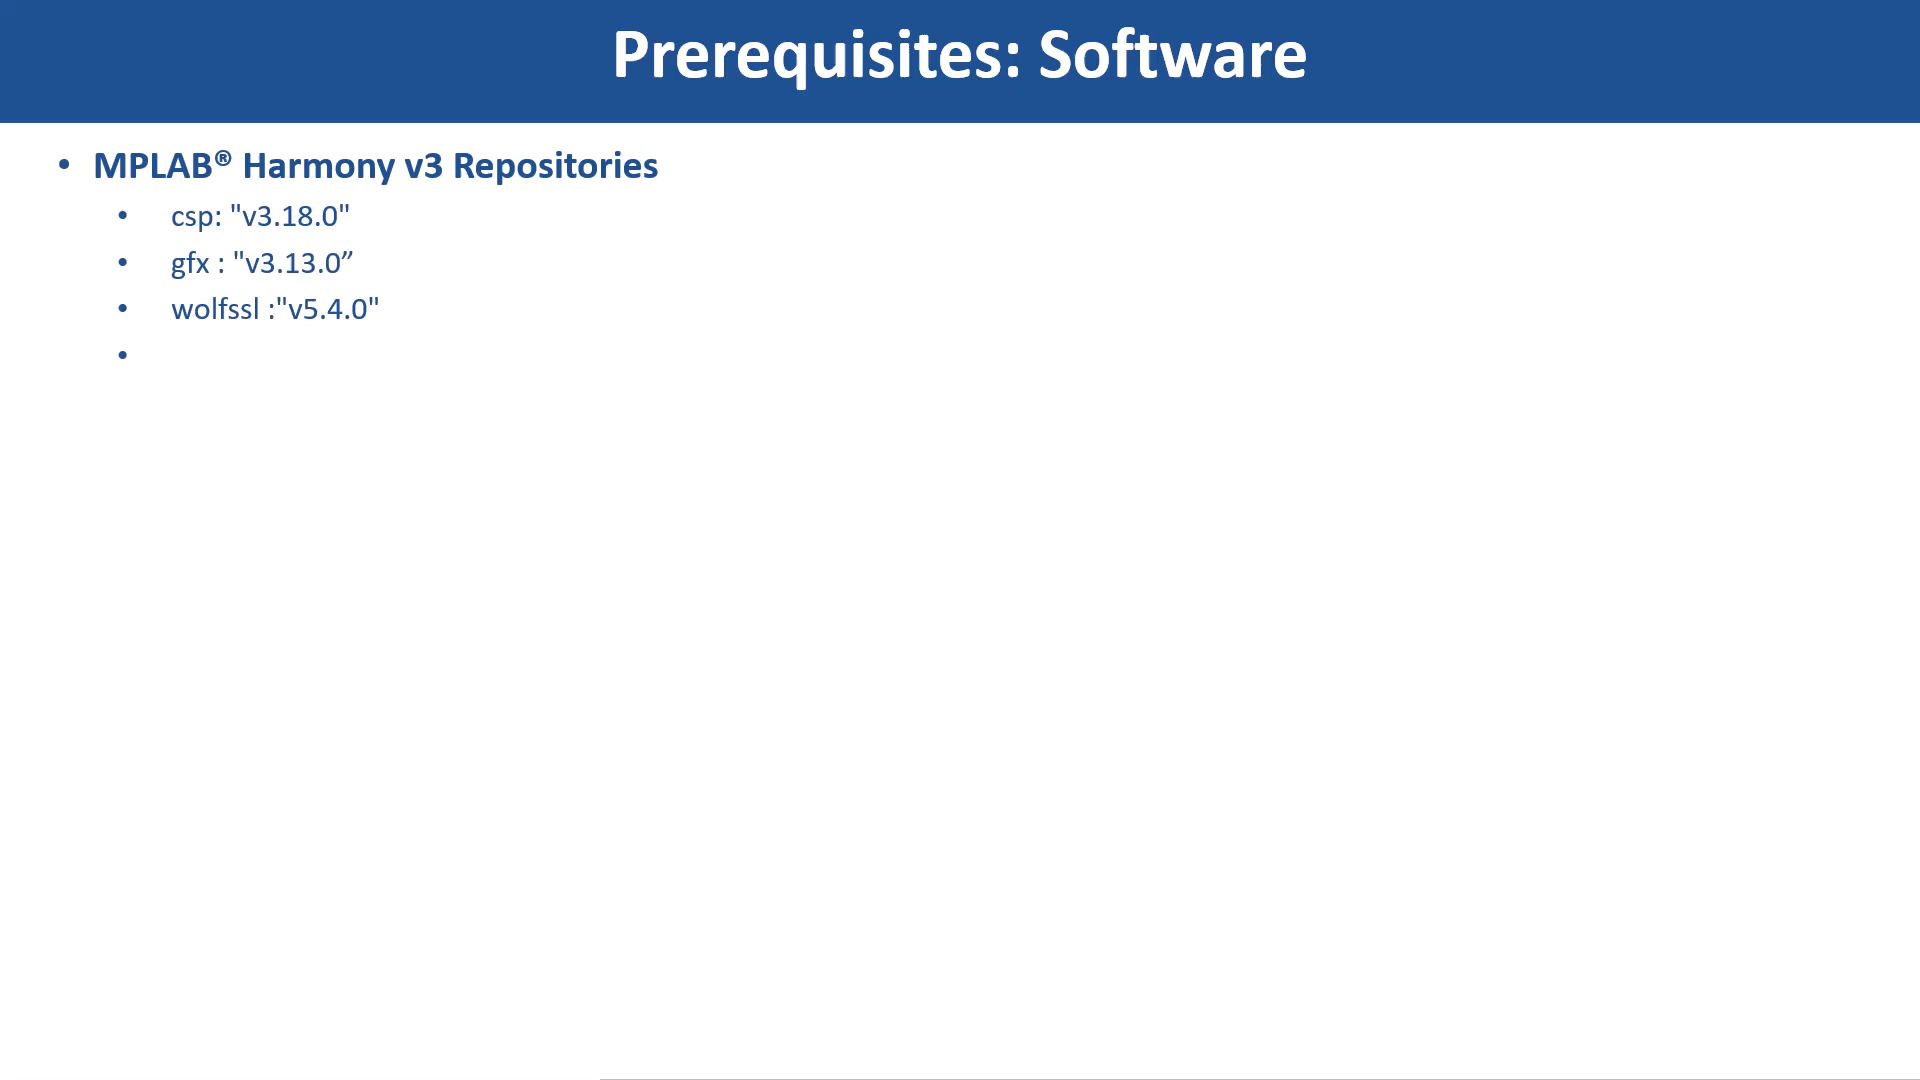 Prerequisites: Software
• MPLAB® Harmony v3 Repositories
• csp: "v3.18.0"
• gfx : "v3.13.0”
• wolfssl :"v5.4.0"
•